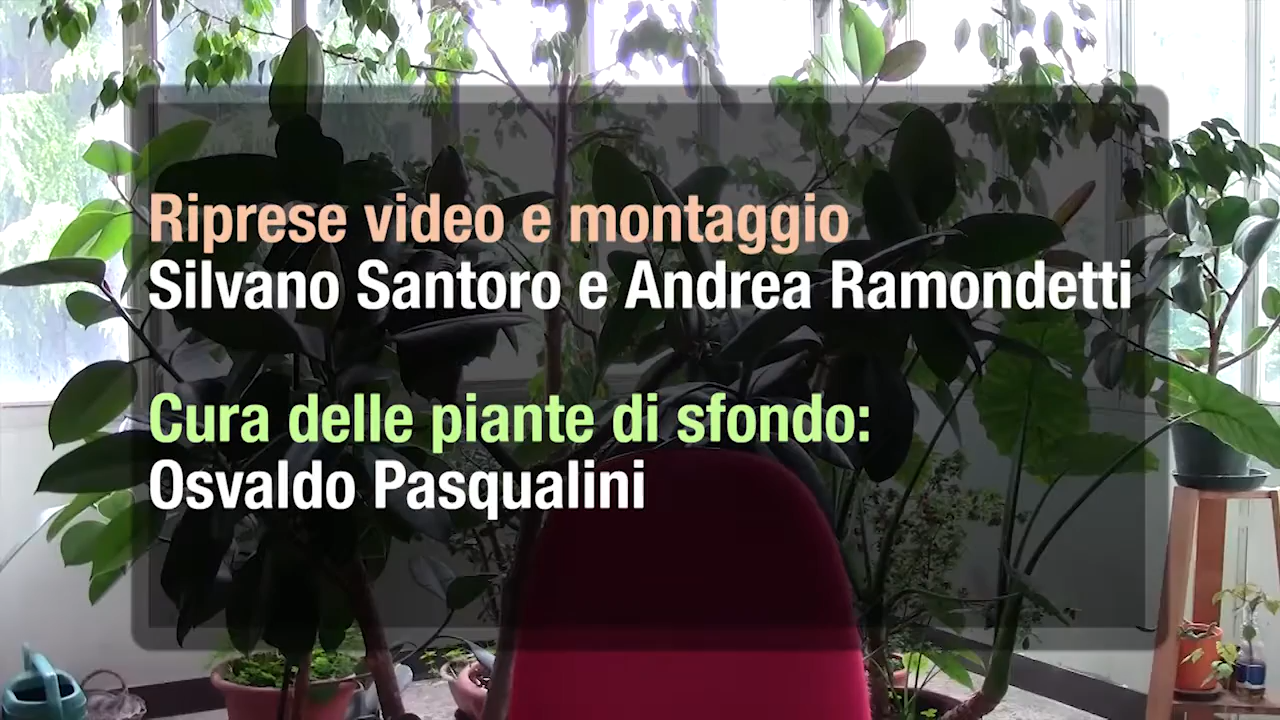 Riprese video e montaggio
Silvano Santoro e Andrea Ramondetti
Cura delle piante di sfondo:
Osvaldo Pasqualini